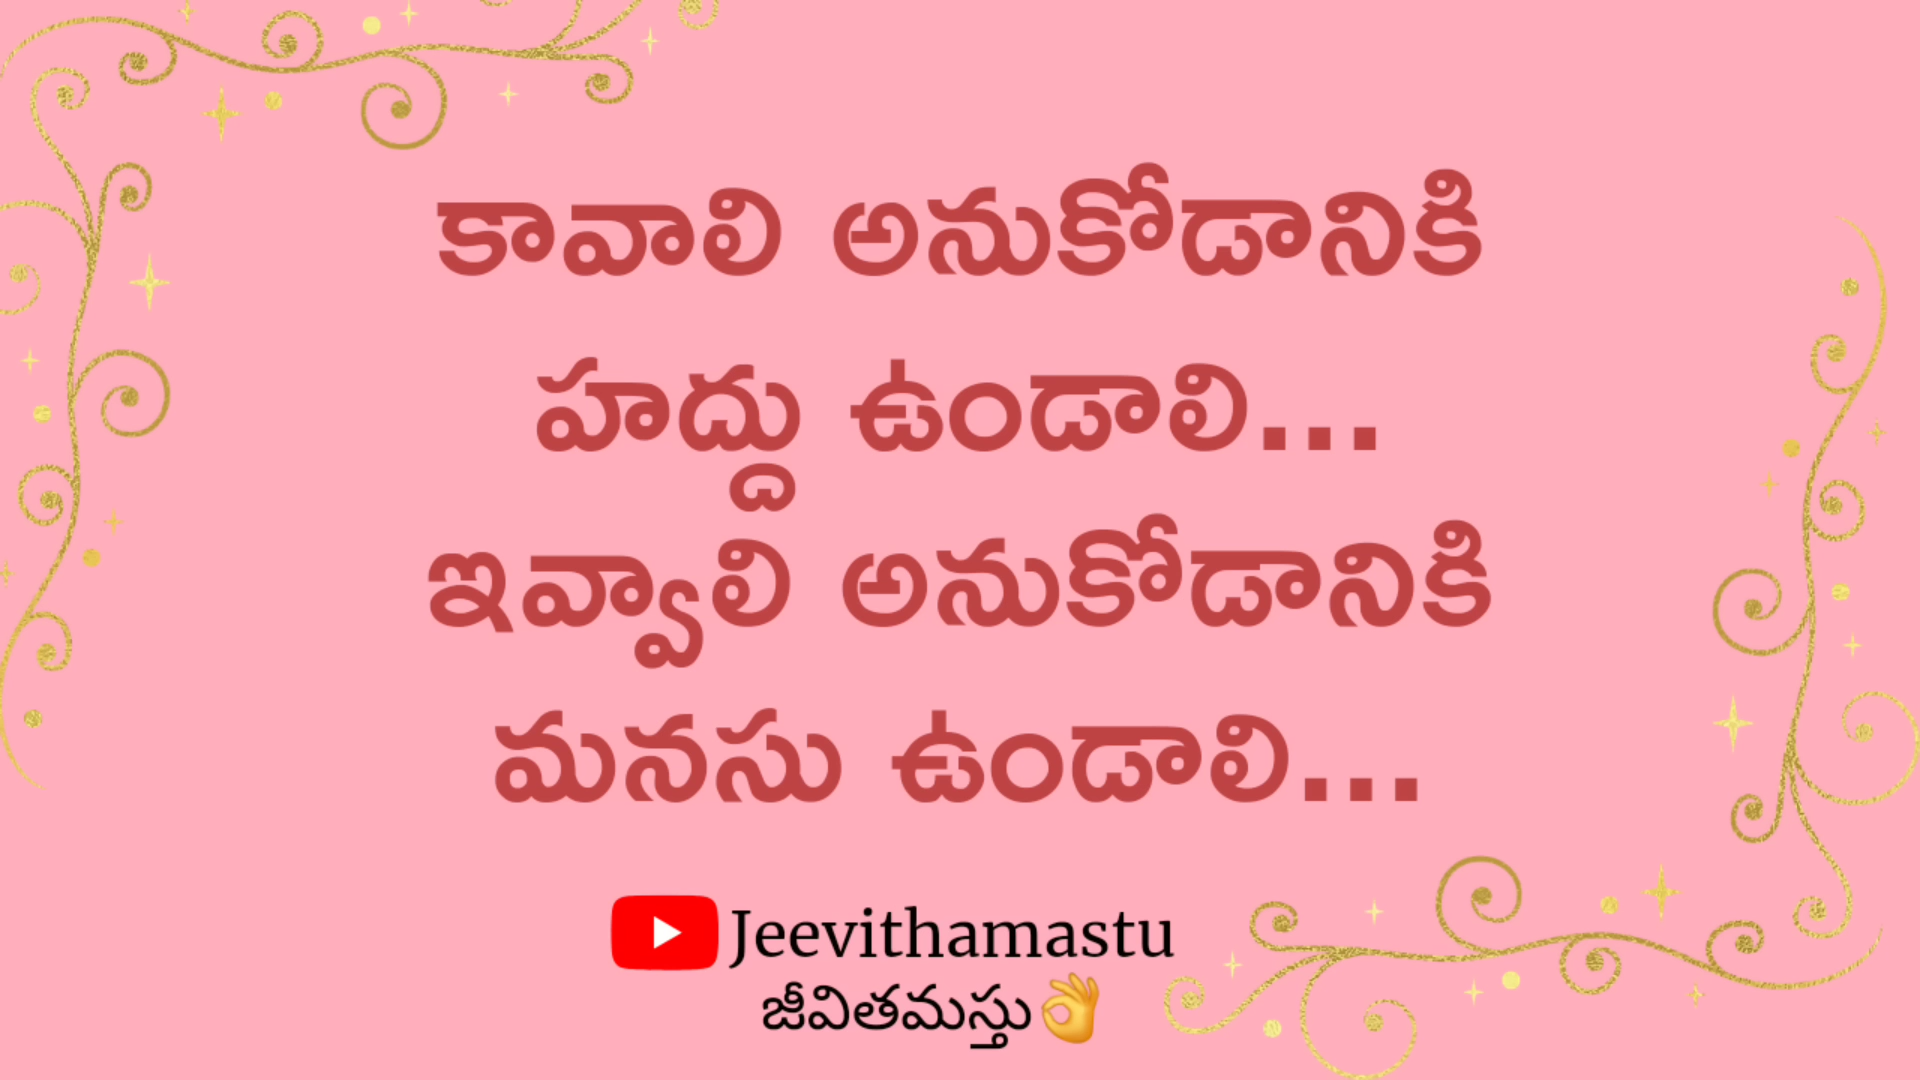 కావాలి అనుకోడానికి
హద్దు ఉండాలి...
ఇవ్వాలి అనుకోడానికి
మనసు ఉండాలి...
Jeevithamastu
జీవితమస్తు👌